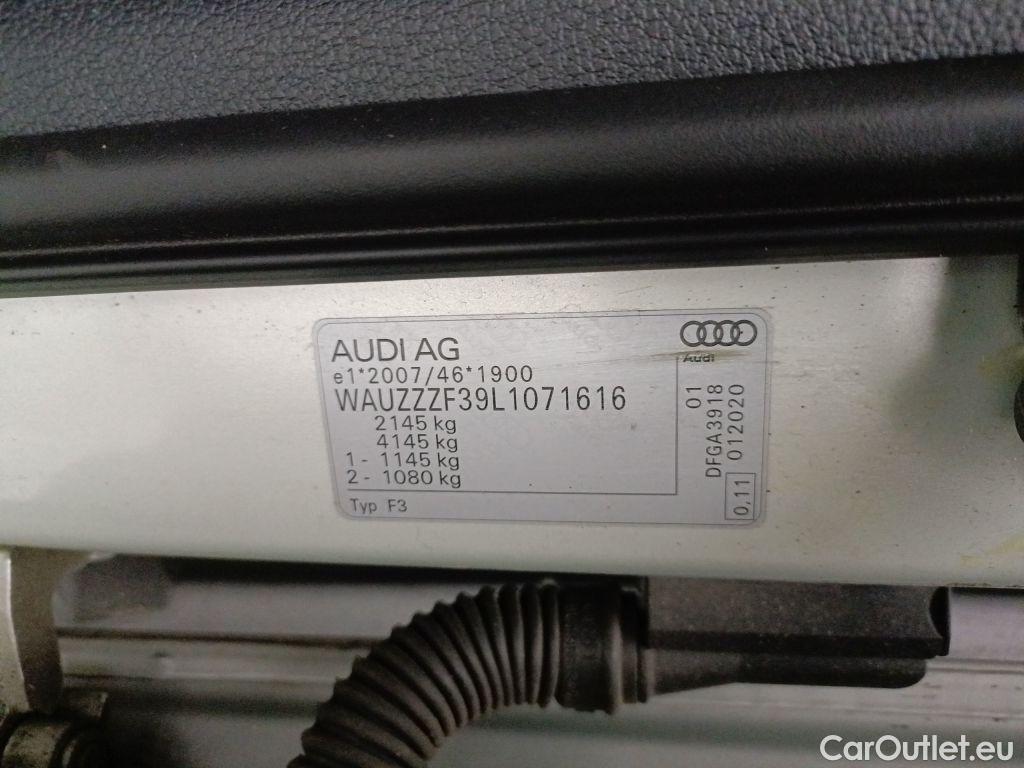 AUDI AG
e1*2007/46*1900
WAUZZZF39L1071616
2145 kg
4145 kg
1 - 1145 kg
2 - 1080 kg
Typ F3
Audi
01
DFGA3918
012020
0,11
CarOutlet.eu